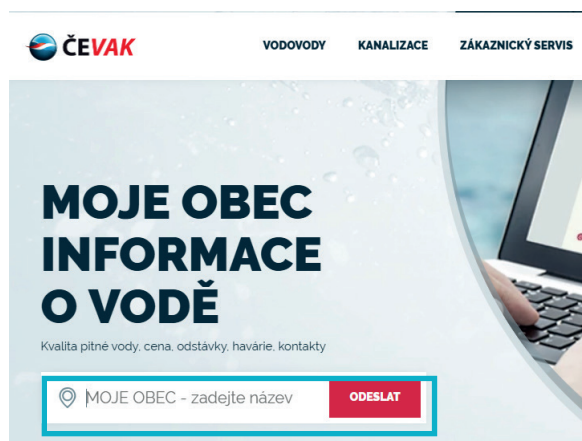 ČEVAK
VODOVODY KANALIZACE ZÁKAZNICKÝ SERVIS
MOJE OBEC
INFORMACE
O VODĚ
Kvalita pitné vody, cena, odstávky, havárie, kontakty
MOJE OBEC - zadejte název ODESLAT